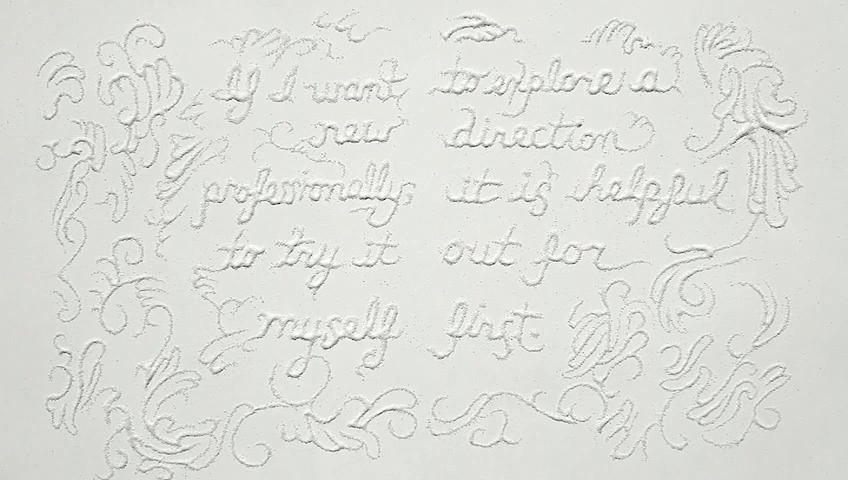 If I want to explore a
new direction
professionally it is helpful
to try it out for
myself first.